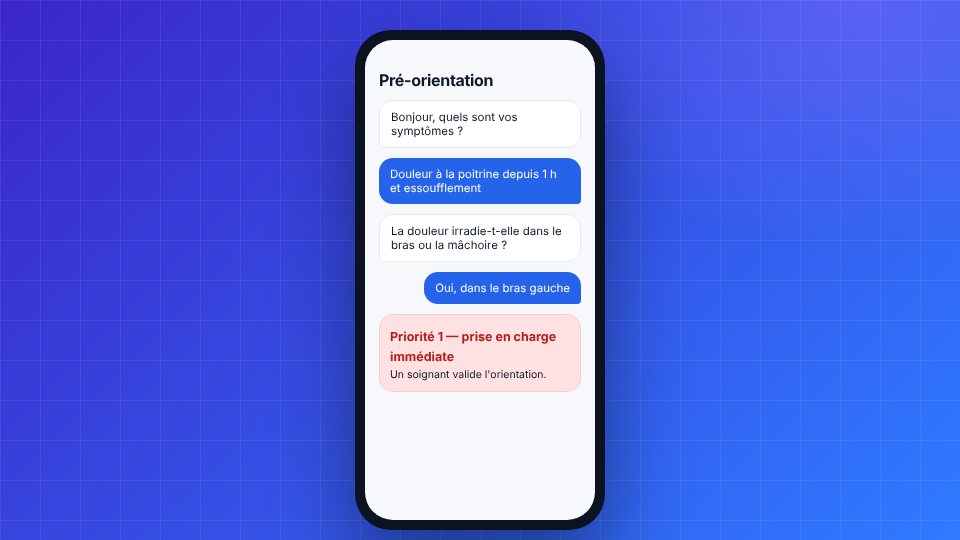 Pré-orientation
Bonjour, quels sont vos
symptômes ?
Douleur à la poitrine depuis 1 h
et essoufflement
La douleur irradie-t-elle dans le
bras ou la mâchoire ?
Oui, dans le bras gauche
Priorité 1 — prise en charge
immédiate
Un soignant valide l'orientation.